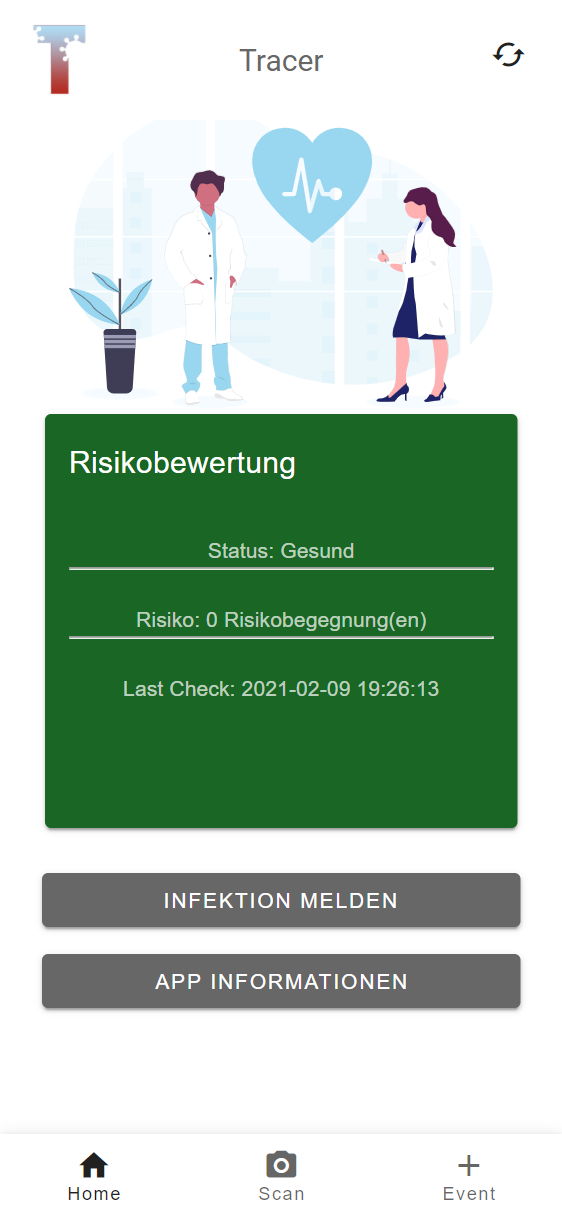 T
Tracer
Risikobewertung
Status: Gesund
Risiko: 0 Risikobegegnung(en)
Last Check: 2021-02-09 19:26:13
INFEKTION MELDEN
APP INFORMATIONEN
Home
Scan
Event